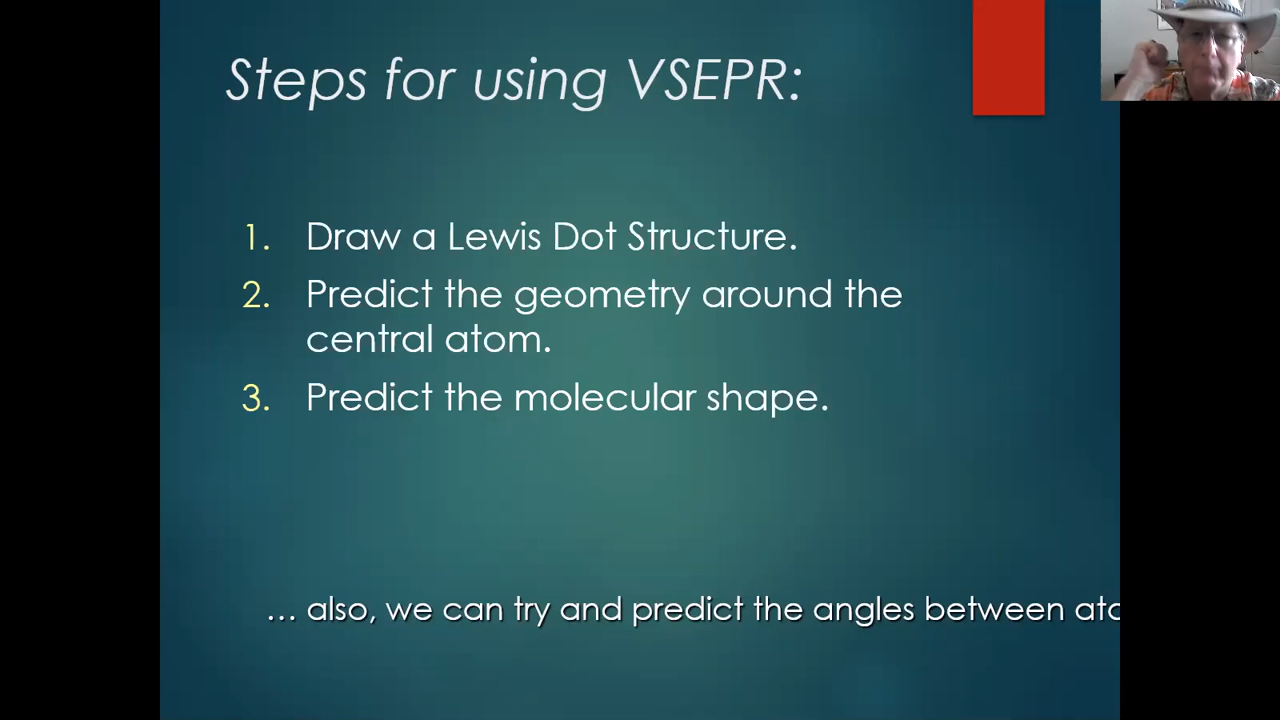 Steps for using VSEPR:
1. Draw a Lewis Dot Structure.
2. Predict the geometry around the
central atom.
3. Predict the molecular shape.
… also, we can try and predict the angles between